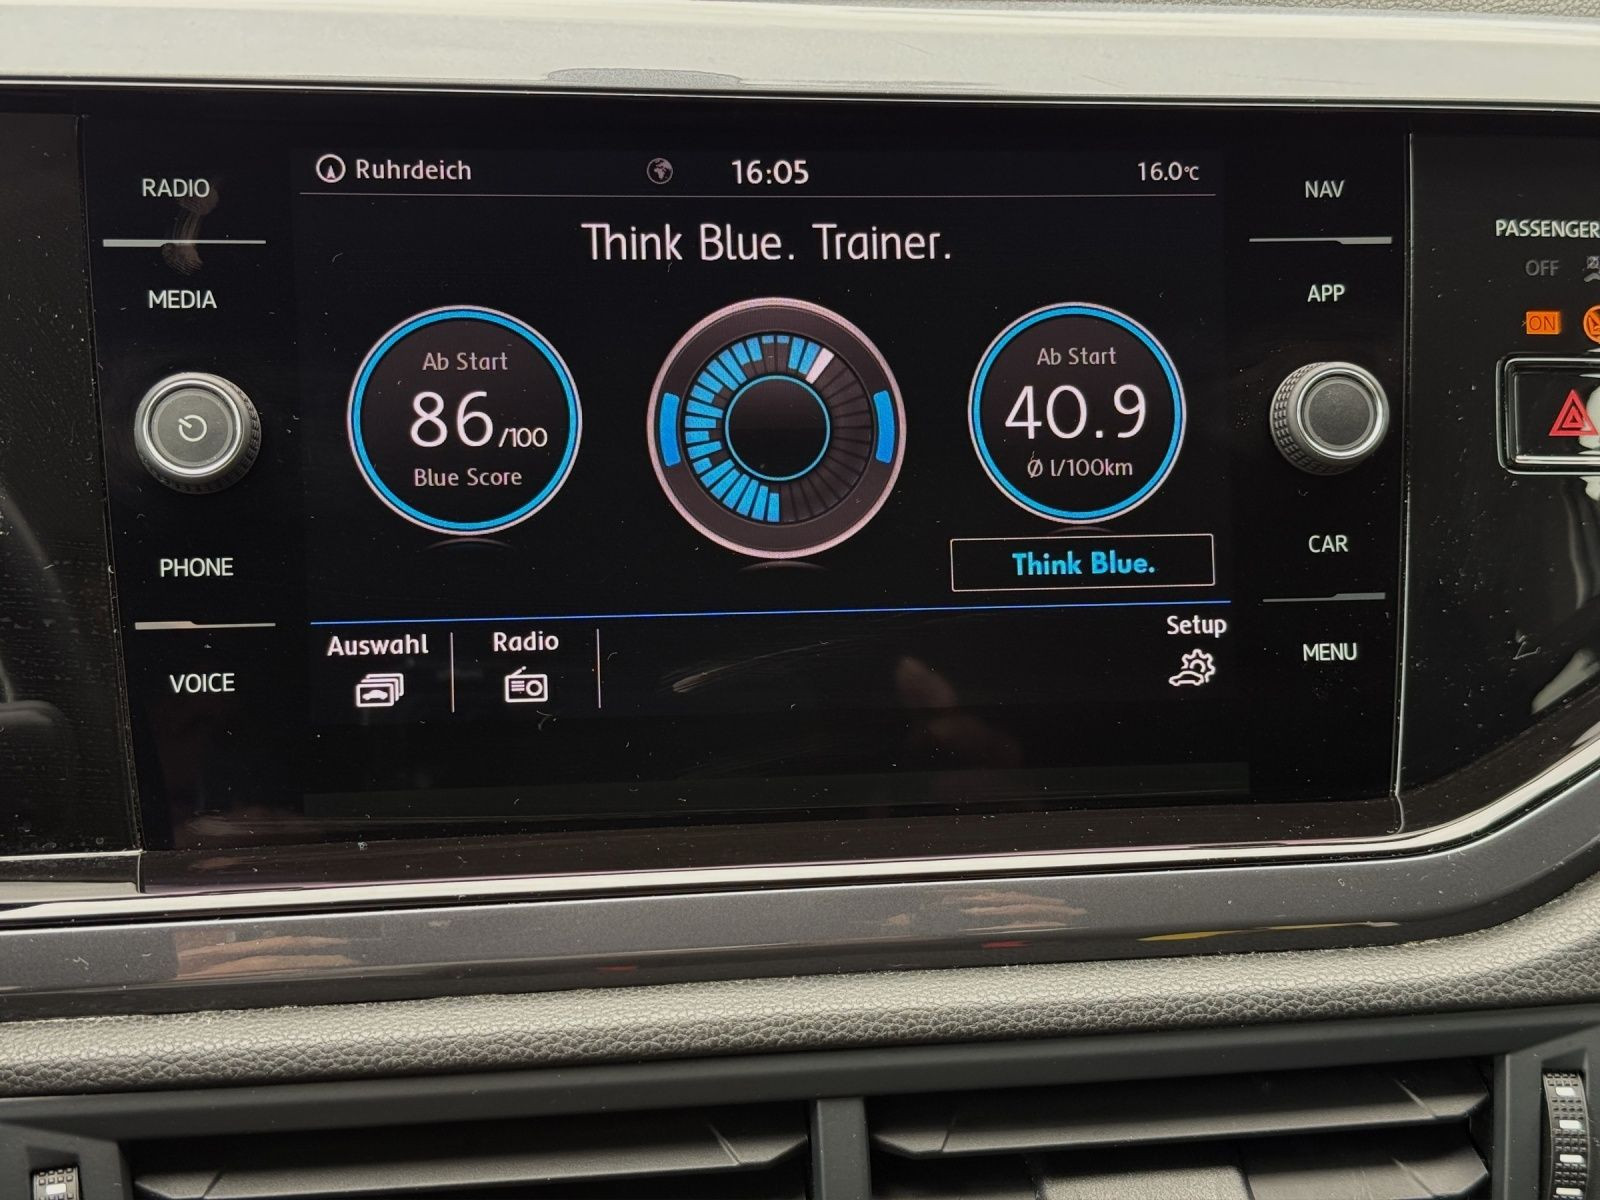 RADIO
MEDIA
PHONE
VOICE
Ruhrdeich
16:05
16.0°C
Think Blue. Trainer.
Ab Start
86/100
Blue Score
Ab Start
40.9
Ø l/100km
Think Blue.
Auswahl
Radio
Setup
NAV
APP
CAR
MENU
PASSENGER
OFF
ON